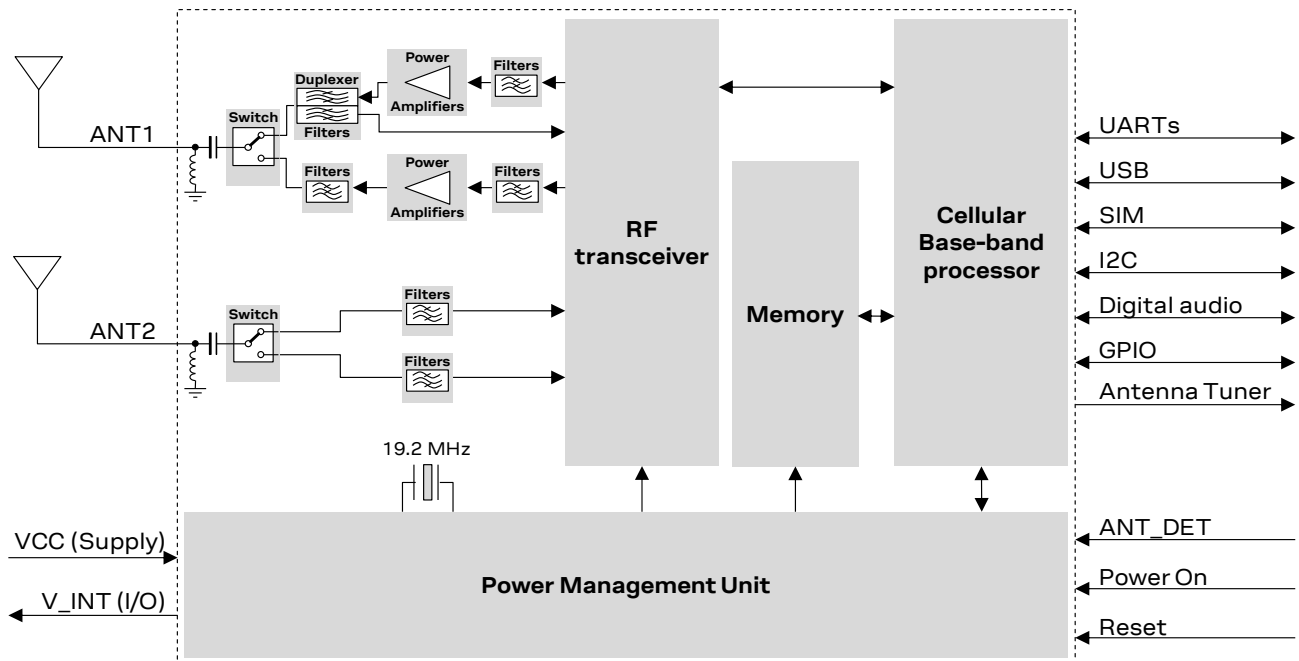 Power
Amplifiers
Filters
Duplexer
Filters
Switch
ANT1
Filters
Power
Amplifiers
Filters
RF
transceiver
Memory
Cellular
Base-band
processor
UARTs
USB
SIM
I2C
Digital audio
GPIO
Antenna Tuner
ANT2
Switch
Filters
Filters
19.2 MHz
VCC (Supply)
V_INT (I/O)
Power Management Unit
ANT_DET
Power On
Reset